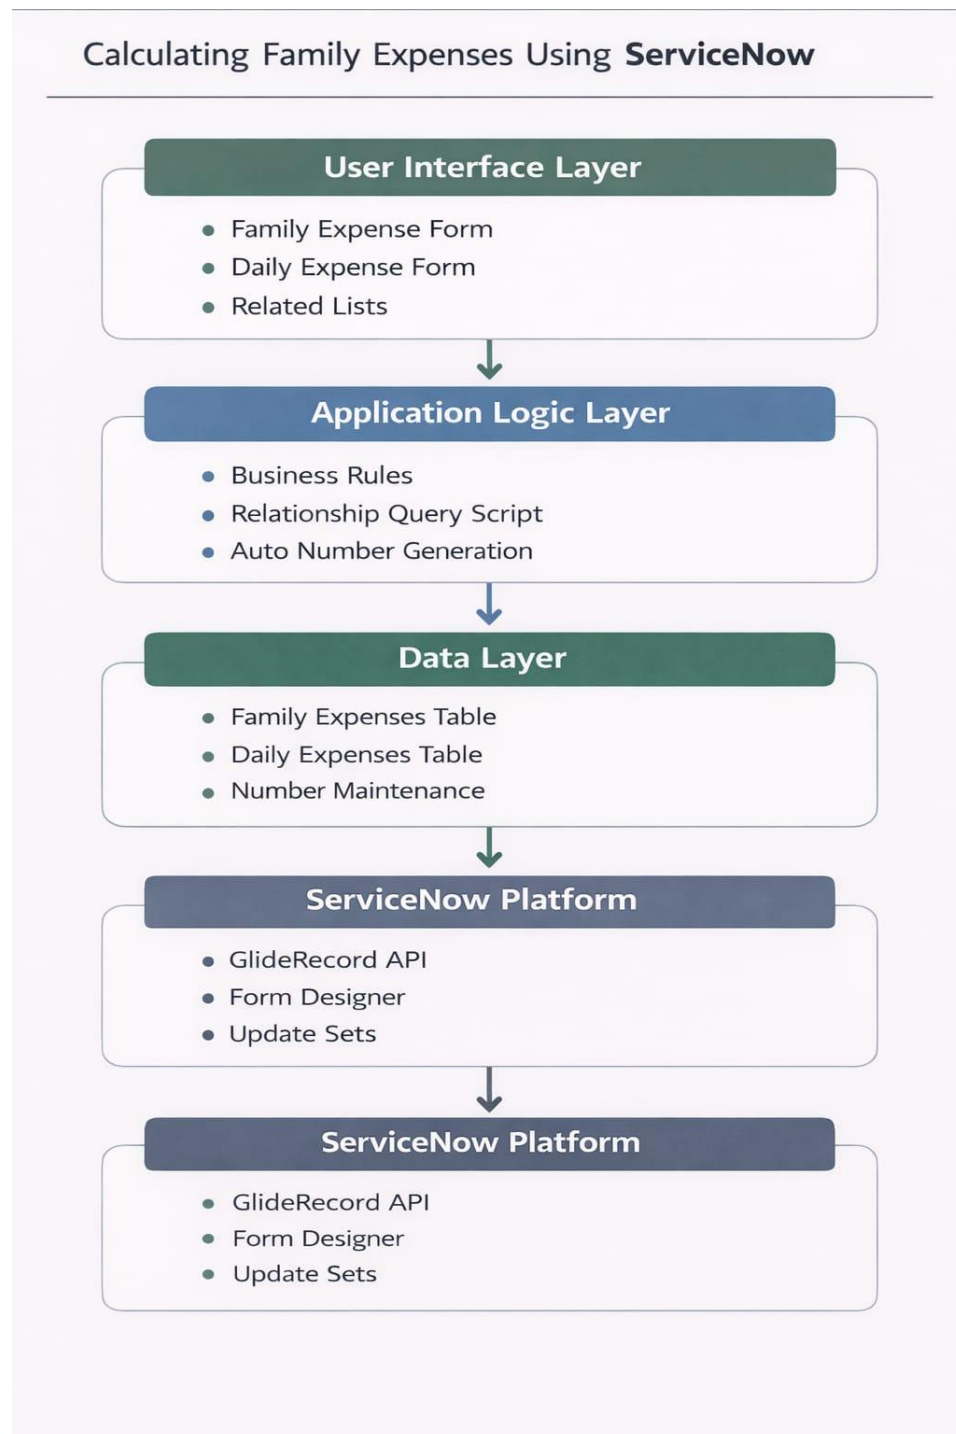 Calculating Family Expenses Using ServiceNow
User Interface Layer
Family Expense Form
Daily Expense Form
Related Lists
Application Logic Layer
Business Rules
Relationship Query Script
Auto Number Generation
Data Layer
Family Expenses Table
Daily Expenses Table
Number Maintenance
ServiceNow Platform
GlideRecord API
Form Designer
Update Sets
ServiceNow Platform
GlideRecord API
Form Designer
Update Sets